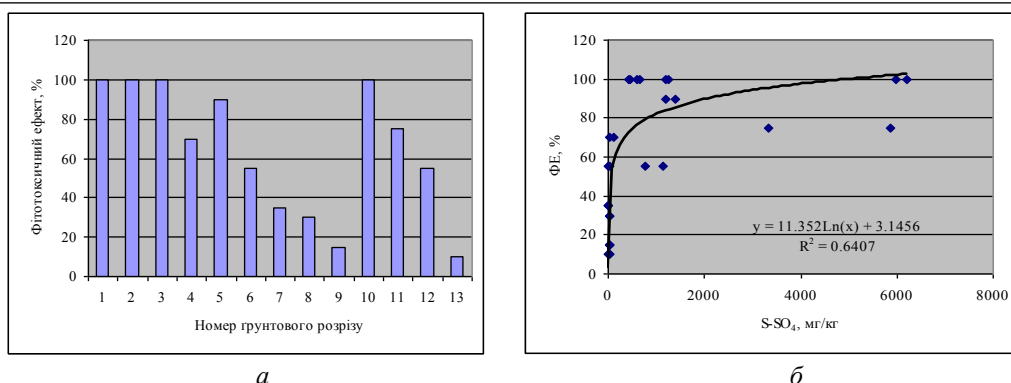 120
100
80
60
40
20
0
Фітотоксичний ефект, %
1 2 3 4 5 6 7 8 9 10 11 12 13
Номер ґрунтового розрізу
а
120
100
80
60
40
20
0
ФЕ, %
y = 11.352Ln(x) + 3.1456
R² = 0.6407
0 2000 4000 6000 8000
S-SO₄, мг/кг
б